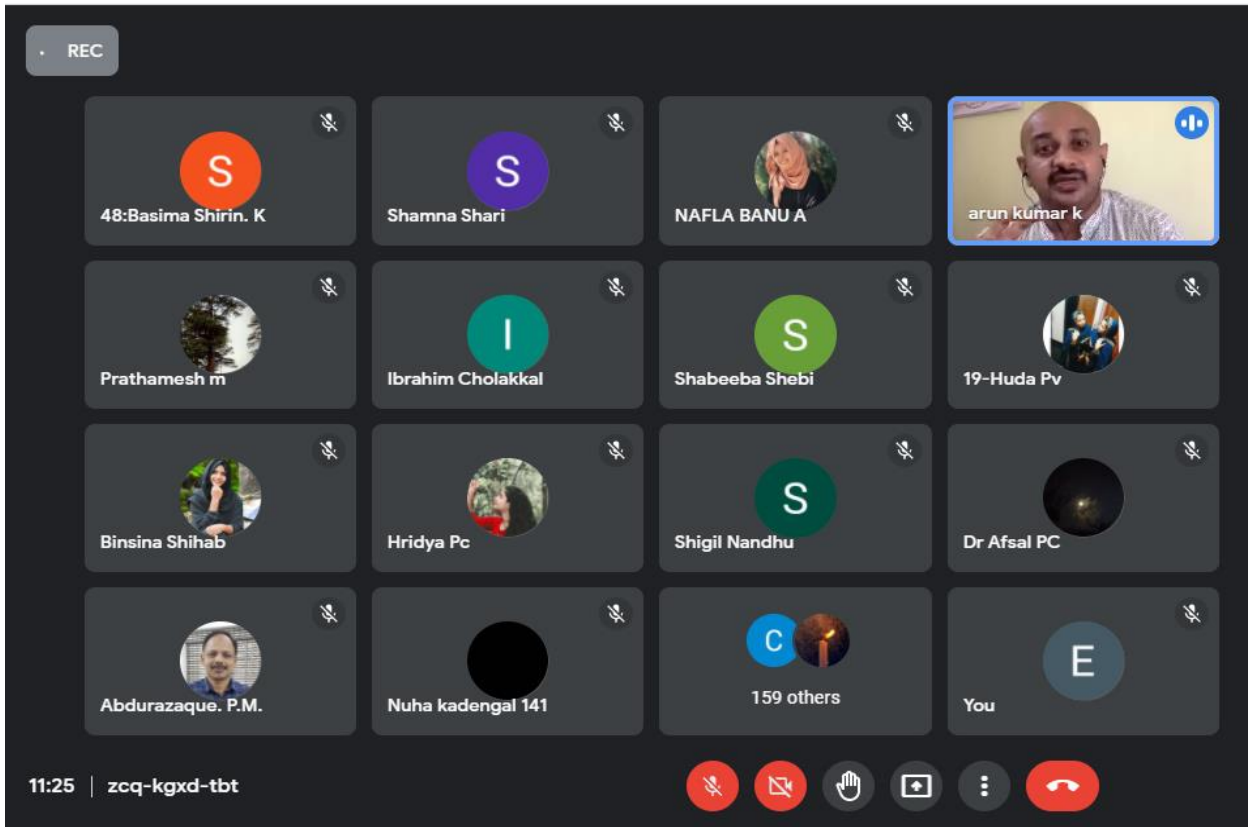 REC
S
48:Basima Shirin. K
S
Shamna Shari
NAFLA BANU A
arun kumar k
Prathamesh m
I
Ibrahim Cholakkal
S
Shabeeba Shebi
19-Huda Pv
Binsina Shihab
Hridya Pc
S
Shigil Nandhu
Dr Afsal PC
Abdurazaque. P.M.
Nuha kadengal 141
C
159 others
E
You
11:25 | zcq-kgxd-tbt